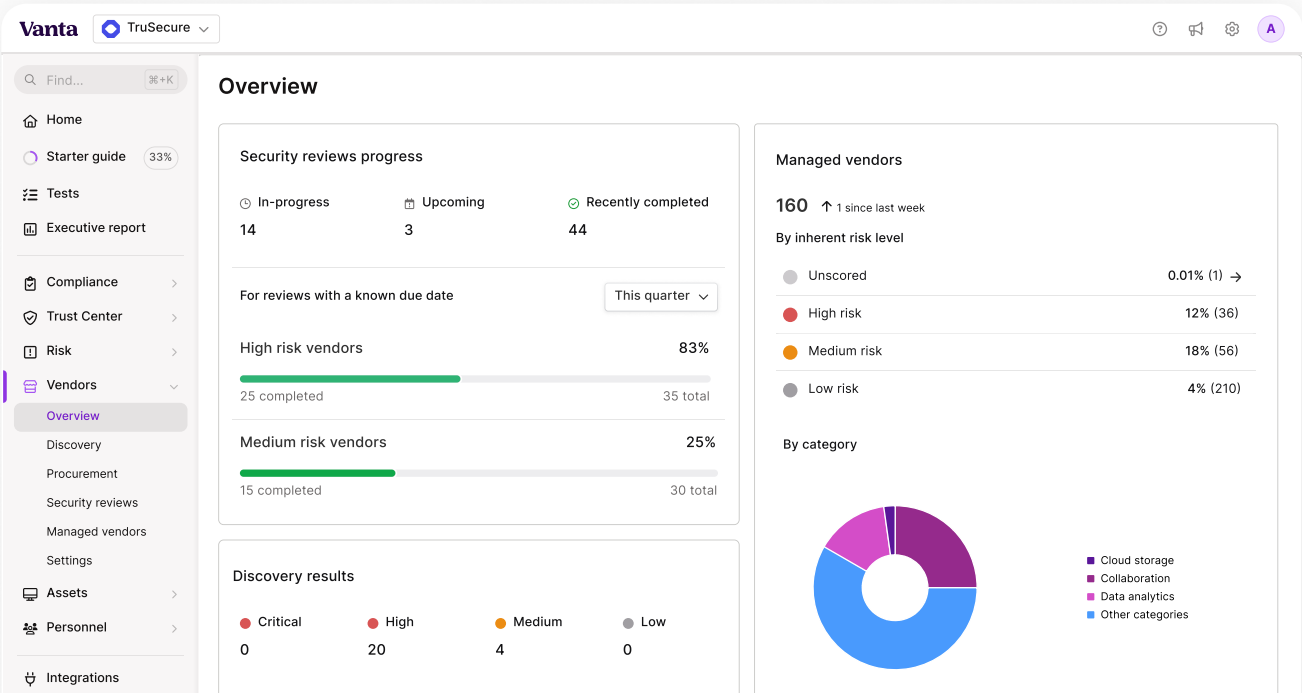 Vanta
TruSecure
A
Find...
⌘+K
Home
Starter guide
33%
Tests
Executive report
Compliance
Trust Center
Risk
Vendors
Overview
Discovery
Procurement
Security reviews
Managed vendors
Settings
Assets
Personnel
Integrations
Overview
Security reviews progress
In-progress
Upcoming
Recently completed
14
3
44
For reviews with a known due date
This quarter
High risk vendors
83%
25 completed
35 total
Medium risk vendors
25%
15 completed
30 total
Discovery results
Critical
High
Medium
Low
0
20
4
0
Managed vendors
160
↑ 1 since last week
By inherent risk level
Unscored
0.01% (1) →
High risk
12% (36)
Medium risk
18% (56)
Low risk
4% (210)
By category
Cloud storage
Collaboration
Data analytics
Other categories